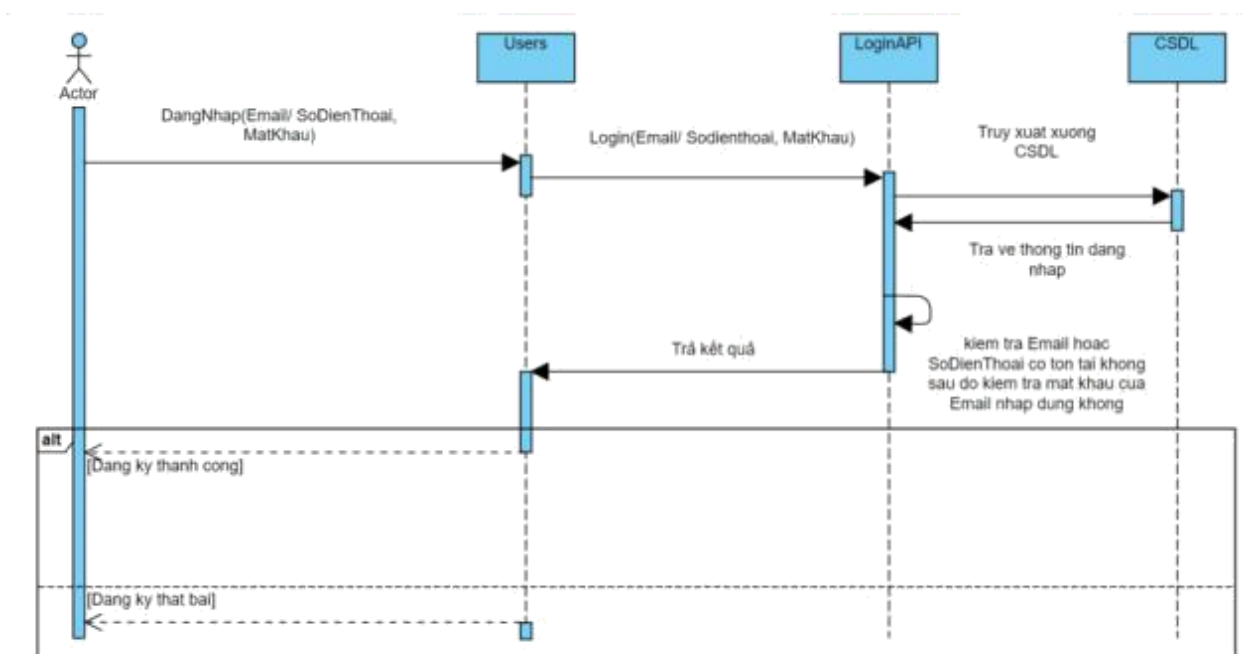 Users
LoginAPI
CSDL
Actor
DangNhap(Email/ SoDienThoai,
MatKhau)
Login(Email/ Sodienthoai, MatKhau)
Truy xuat xuong
CSDL
Tra ve thong tin dang
nhap
kiem tra Email hoac
SoDienThoai co ton tai khong
sau do kiem tra mat khau cua
Email nhap dung khong
Trả kết quả
alt
[Dang ky thanh cong]
[Dang ky that bai]